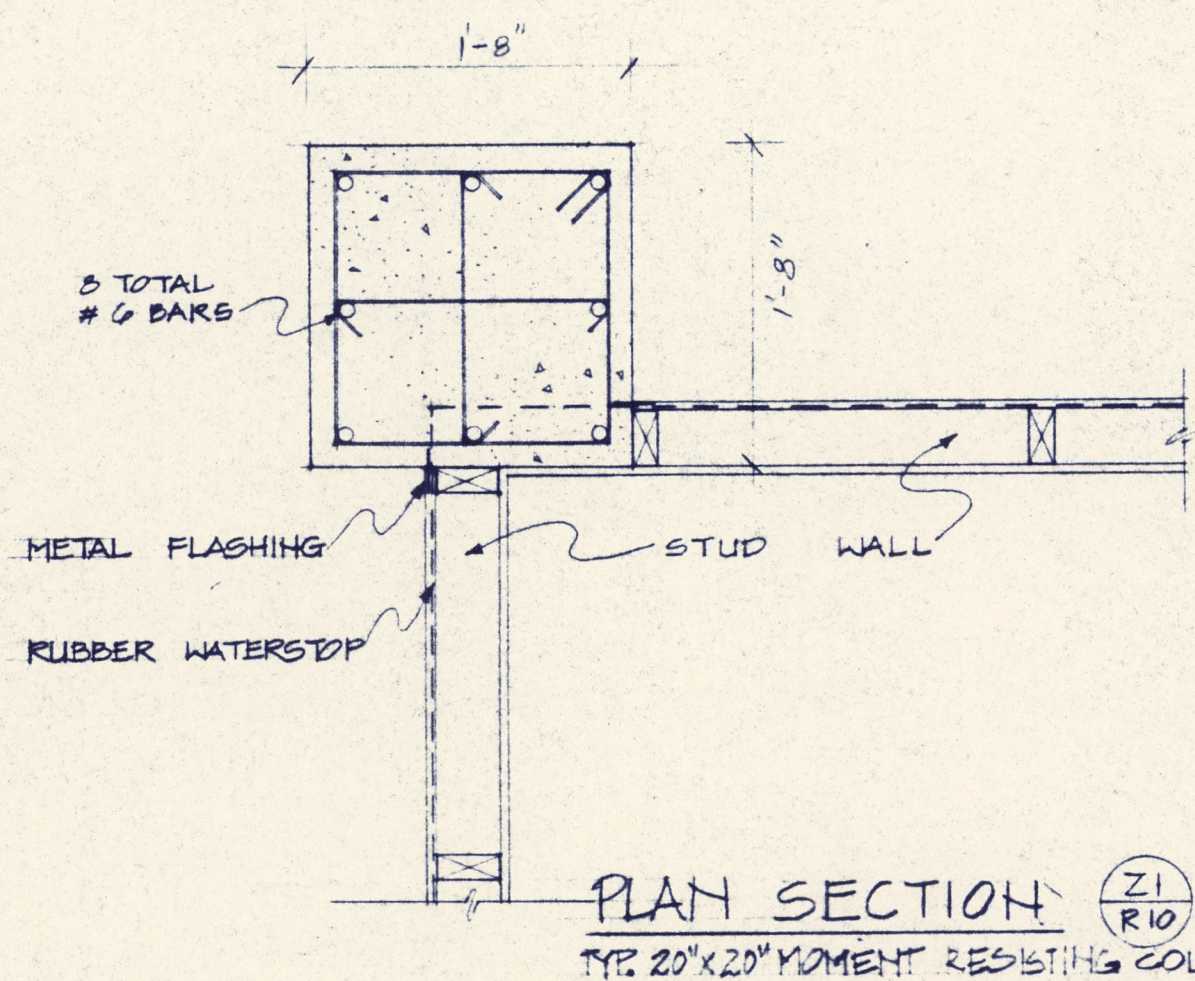 1'-8"
1'-8"
8 TOTAL
# 6 BARS
METAL FLASHING
STUD WALL
RUBBER WATERSTOP
PLAN SECTION
Z1
R10
TYP. 20"X20" MOMENT RESISTING COL